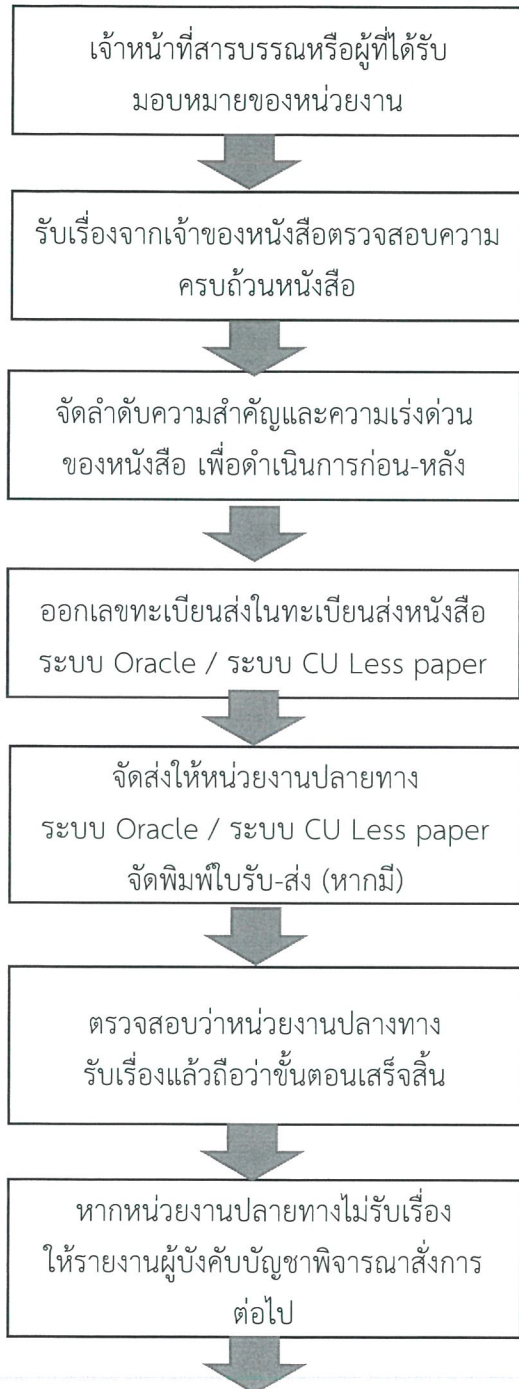 เจ้าหน้าที่สารบรรณหรือผู้ที่ได้รับ
มอบหมายของหน่วยงาน
รับเรื่องจากเจ้าของหนังสือตรวจสอบความ
ครบถ้วนหนังสือ
จัดลำดับความสำคัญและความเร่งด่วน
ของหนังสือ เพื่อดำเนินการก่อน-หลัง
ออกเลขทะเบียนส่งในทะเบียนส่งหนังสือ
ระบบ Oracle / ระบบ CU Less paper
จัดส่งให้หน่วยงานปลายทาง
ระบบ Oracle / ระบบ CU Less paper
จัดพิมพ์ใบรับ-ส่ง (หากมี)
ตรวจสอบว่าหน่วยงานปลางทาง
รับเรื่องแล้วถือว่าขั้นตอนเสร็จสิ้น
หากหน่วยงานปลายทางไม่รับเรื่อง
ให้รายงานผู้บังคับบัญชาพิจารณาสั่งการ
ต่อไป